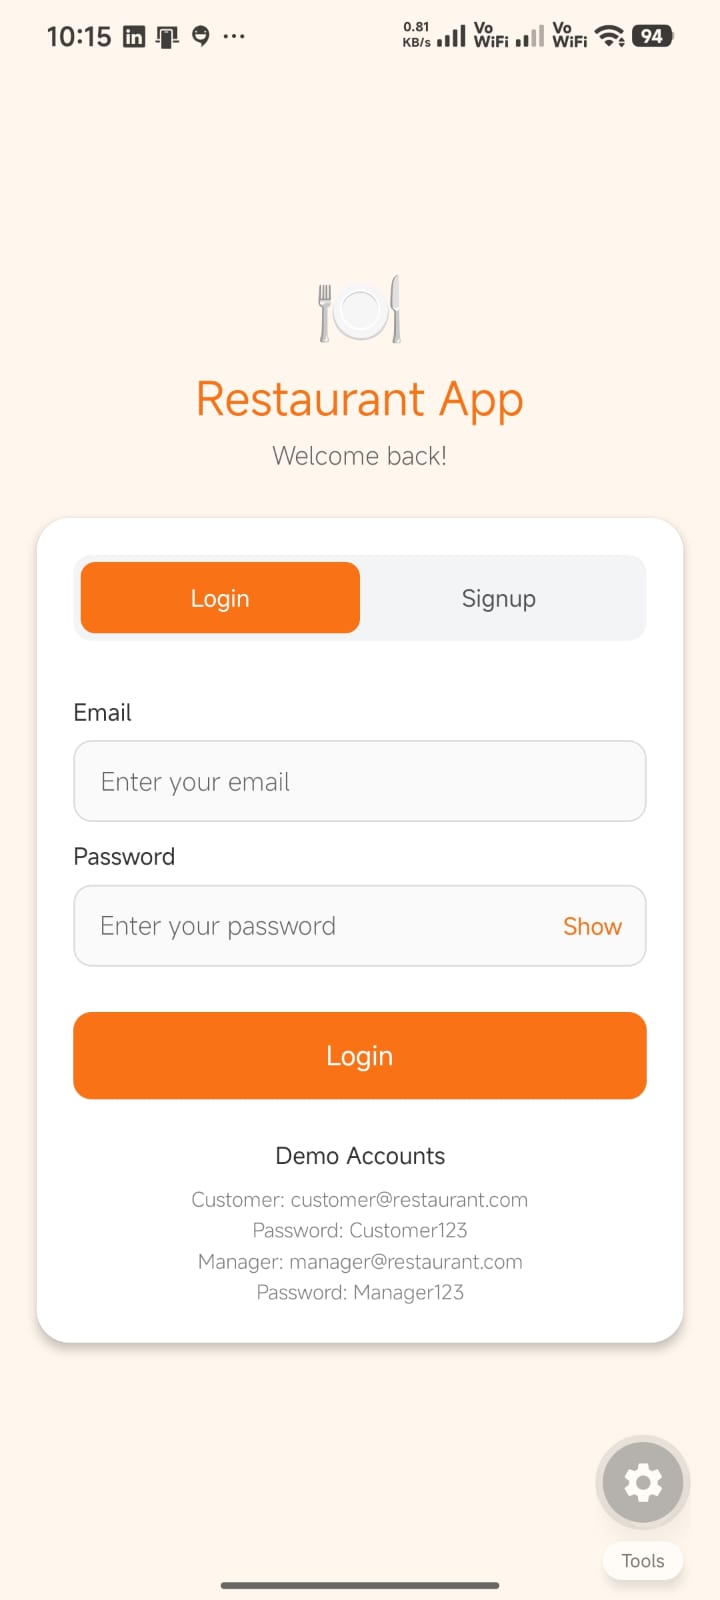 10:15 in ... 0.81 KB/s Vo WiFi Vo WiFi 94
Restaurant App
Welcome back!
Login Signup
Email
Enter your email
Password
Enter your password Show
Login
Demo Accounts
Customer: customer@restaurant.com
Password: Customer123
Manager: manager@restaurant.com
Password: Manager123
Tools